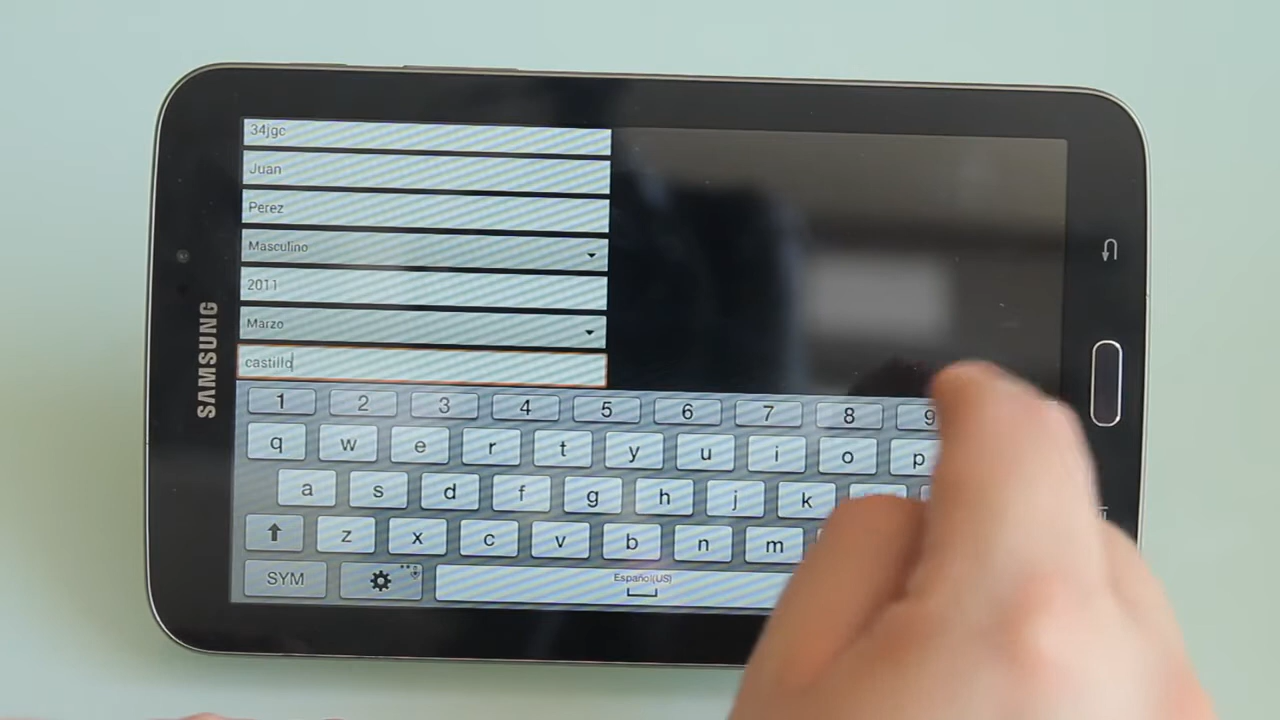 SAMSUNG
34jgc
Juan
Perez
Masculino
2011
Marzo
castillo
1 2 3 4 5 6 7 8 9
q w e r t y u i o p
a s d f g h j k
z x c v b n m
SYM Español(US)